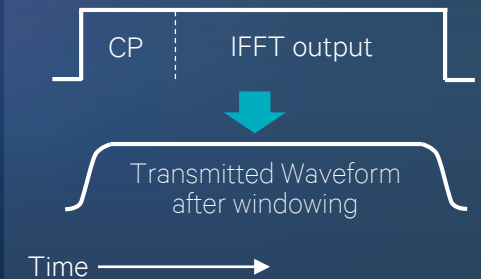 CP
IFFT output
Transmitted Waveform
after windowing
Time